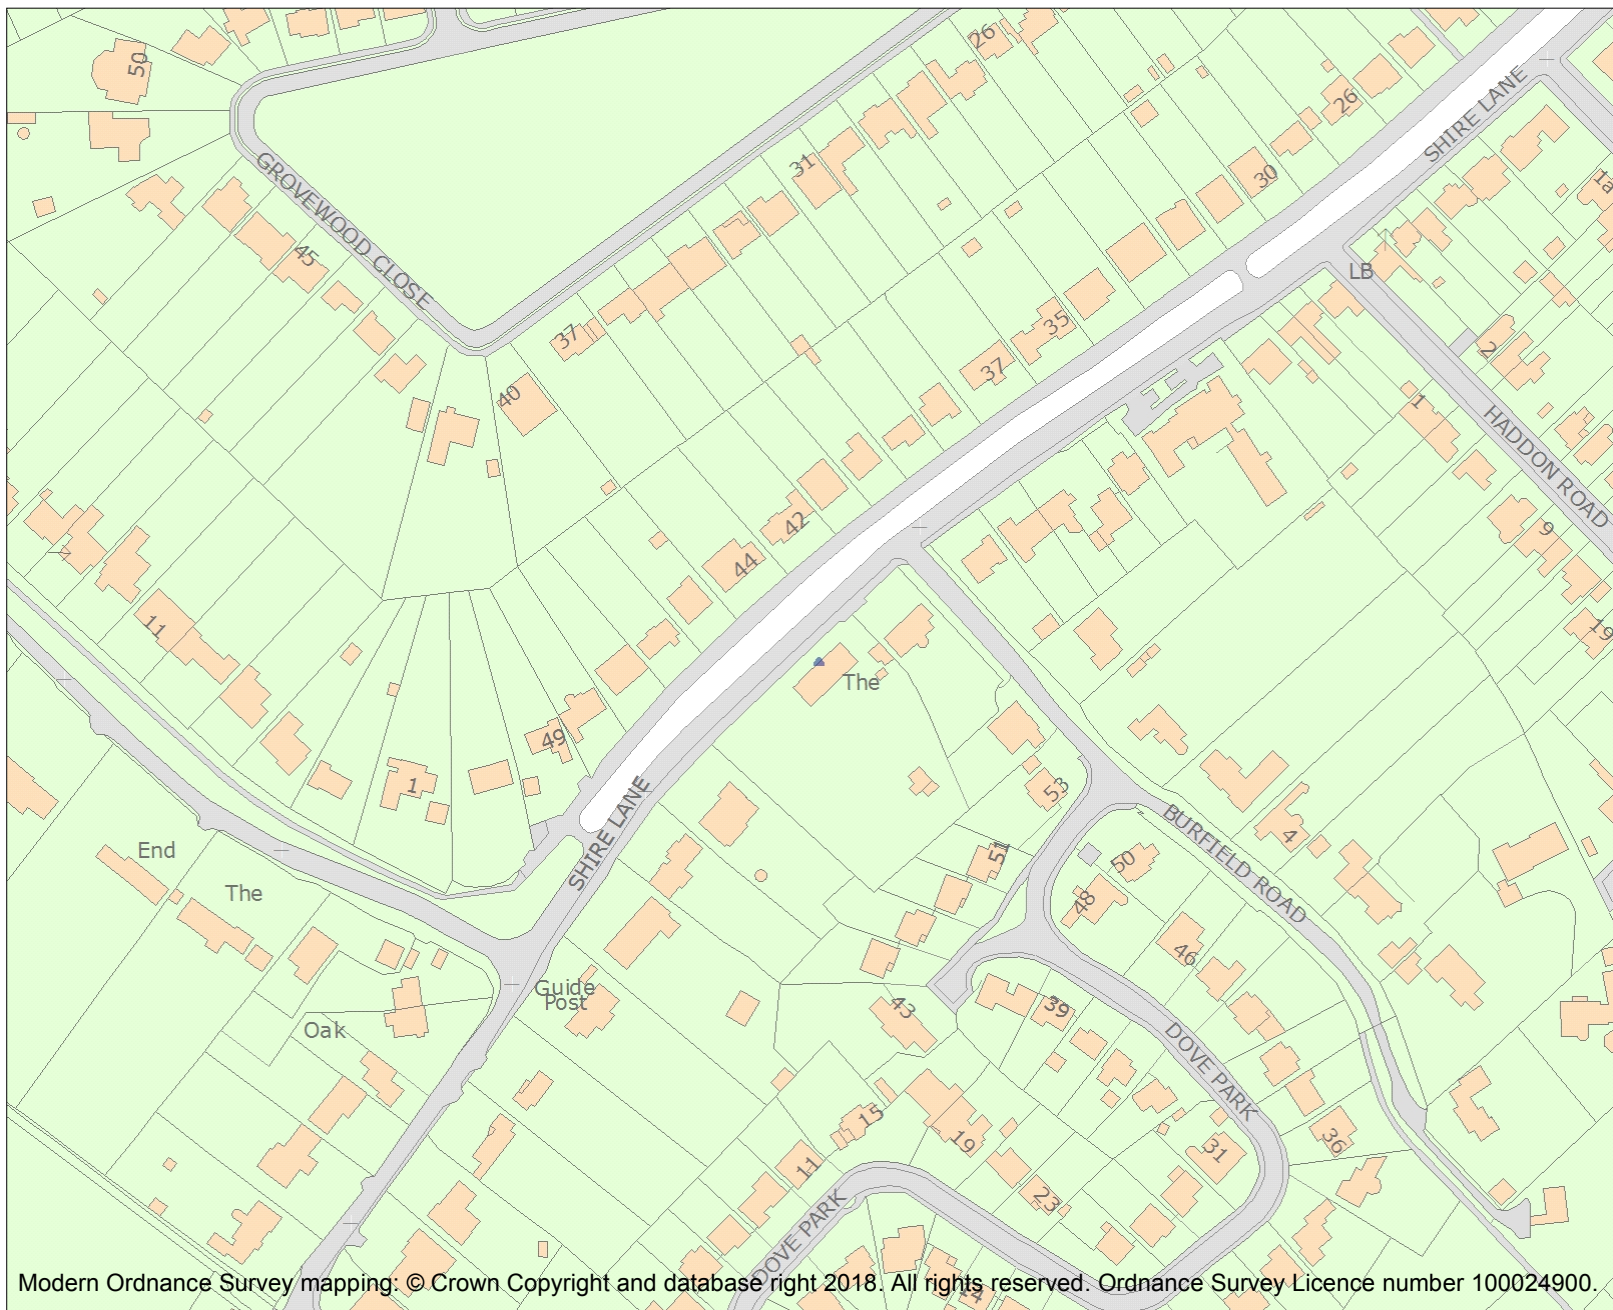 50
26
SHIRE LANE
26
31
30
1a
GROVEWOOD CLOSE
45
LB
37
35
2
40
37
1
HADDON ROAD
42
9
44
11
19
The
49
1
53
SHIRE LANE
BURFIELD ROAD
4
End
51
50
The
48
46
Guide
Post
43
39
Oak
DOVE PARK
15
19
36
31
11
23
DOVE PARK
14
Modern Ordnance Survey mapping: © Crown Copyright and database right 2018. All rights reserved. Ordnance Survey Licence number 100024900.